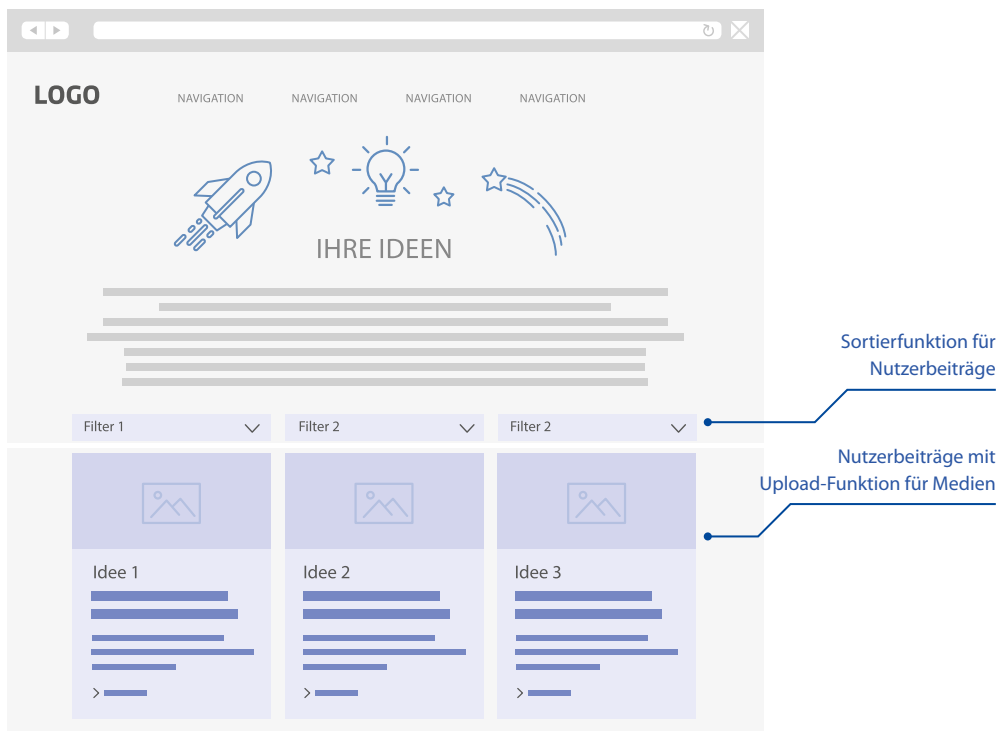 LOGO
NAVIGATION NAVIGATION NAVIGATION NAVIGATION
IHRE IDEEN
Sortierfunktion für
Nutzerbeiträge
Filter 1 Filter 2 Filter 2
Nutzerbeiträge mit
Upload-Funktion für Medien
Idee 1 Idee 2 Idee 3